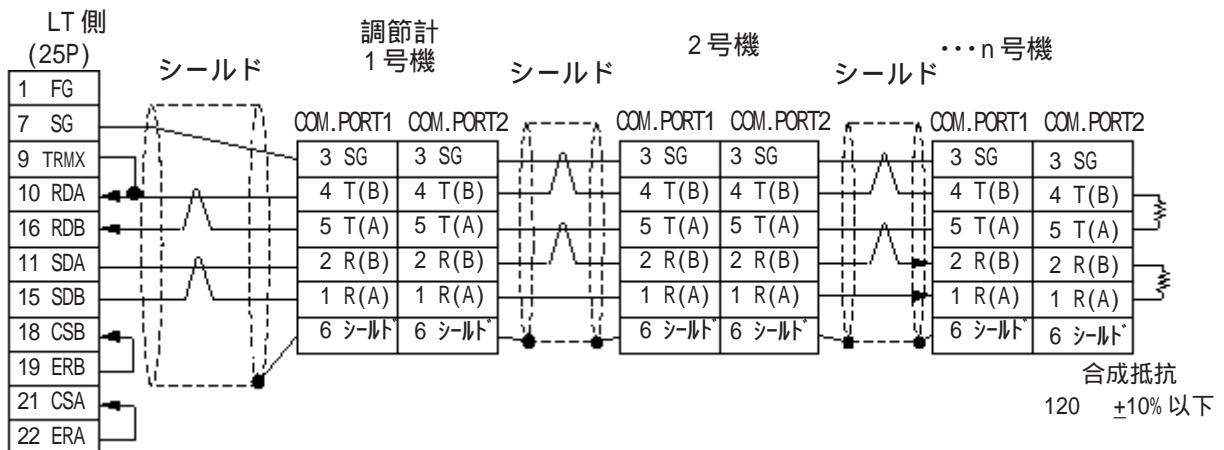 LT 側
(25P)
1 FG
7 SG
9 TRMX
10 RDA
16 RDB
11 SDA
15 SDB
18 CSB
19 ERB
21 CSA
22 ERA
シールド
調節計
1 号機
COM.PORT1 COM.PORT2
3 SG 3 SG
4 T(B) 4 T(B)
5 T(A) 5 T(A)
2 R(B) 2 R(B)
1 R(A) 1 R(A)
6 シールド 6 シールド
シールド
2 号機
COM.PORT1 COM.PORT2
3 SG 3 SG
4 T(B) 4 T(B)
5 T(A) 5 T(A)
2 R(B) 2 R(B)
1 R(A) 1 R(A)
6 シールド 6 シールド
シールド
・・・n 号機
COM.PORT1 COM.PORT2
3 SG 3 SG
4 T(B) 4 T(B)
5 T(A) 5 T(A)
2 R(B) 2 R(B)
1 R(A) 1 R(A)
6 シールド 6 シールド
合成抵抗
120 ±10% 以下